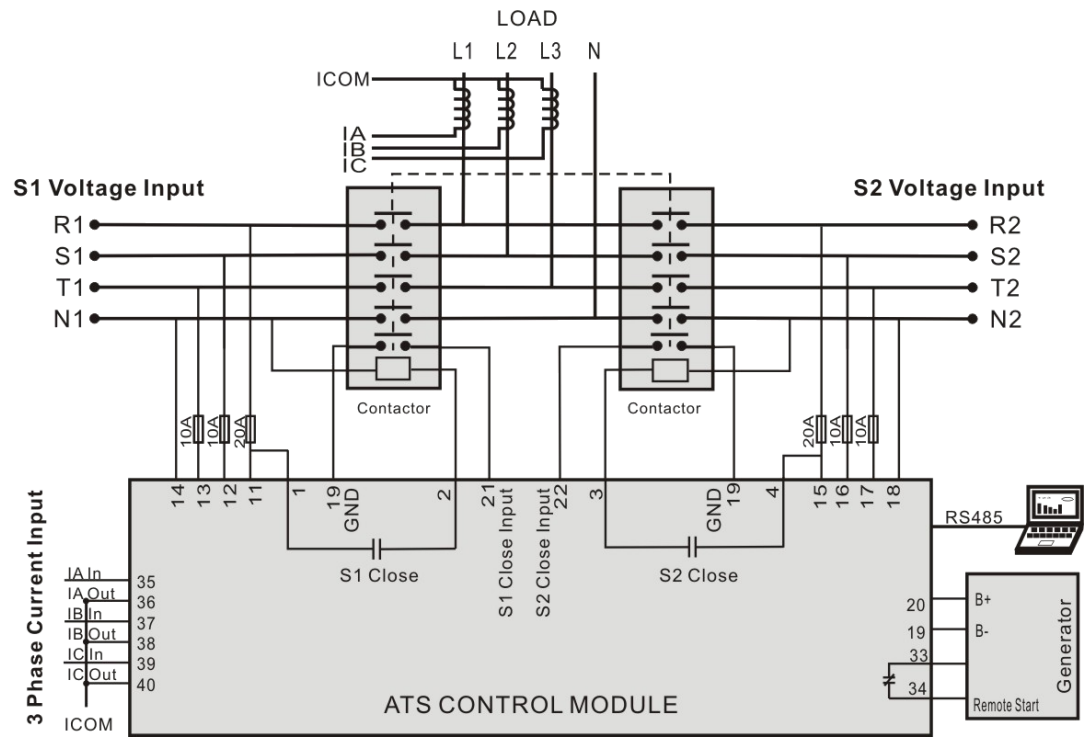 LOAD
L1 L2 L3 N
ICOM
IA
IB
IC
S1 Voltage Input
S2 Voltage Input
R1
S1
T1
N1
R2
S2
T2
N2
Contactor
Contactor
10A
10A
20A
20A
10A
10A
14
13
12
11
1
19
GND
2
21
S1 Close Input
S2 Close Input
22
3
GND
19
4
15
16
17
18
S1 Close
S2 Close
RS485
3 Phase Current Input
IA In
35
IA Out
36
IB In
37
IB Out
38
IC In
39
IC Out
40
ICOM
20
B+
19
B-
33
34
Remote Start
Generator
ATS CONTROL MODULE